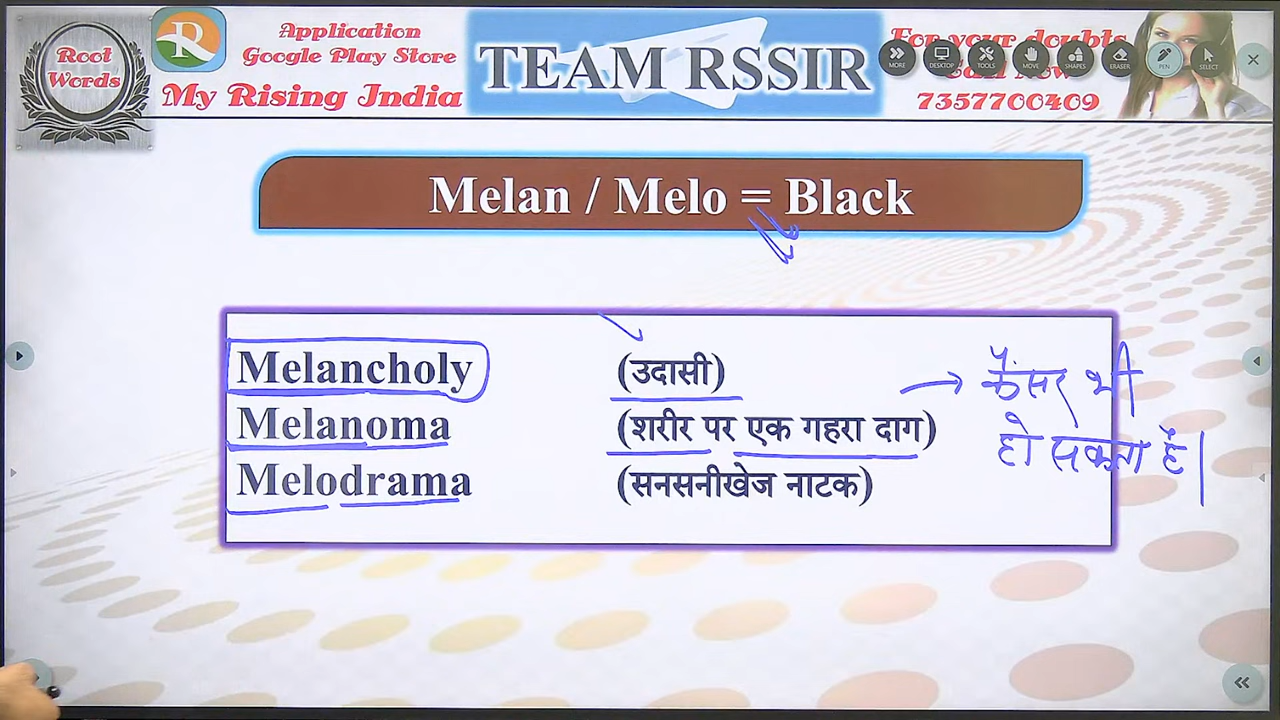 Root
Words
R
Application
Google Play Store
My Rising India
TEAM RSSIR
For your doubts
Call Now
7357700409
MORE
DESKTOP
TOOLS
MOVE
SHAPES
ERASER
PEN
SELECT
Melan / Melo = Black
Melancholy (उदासी)
Melanoma (शरीर पर एक गहरा दाग)
Melodrama (सनसनीखेज नाटक)
→ कैंसर भी
हो सकता है।